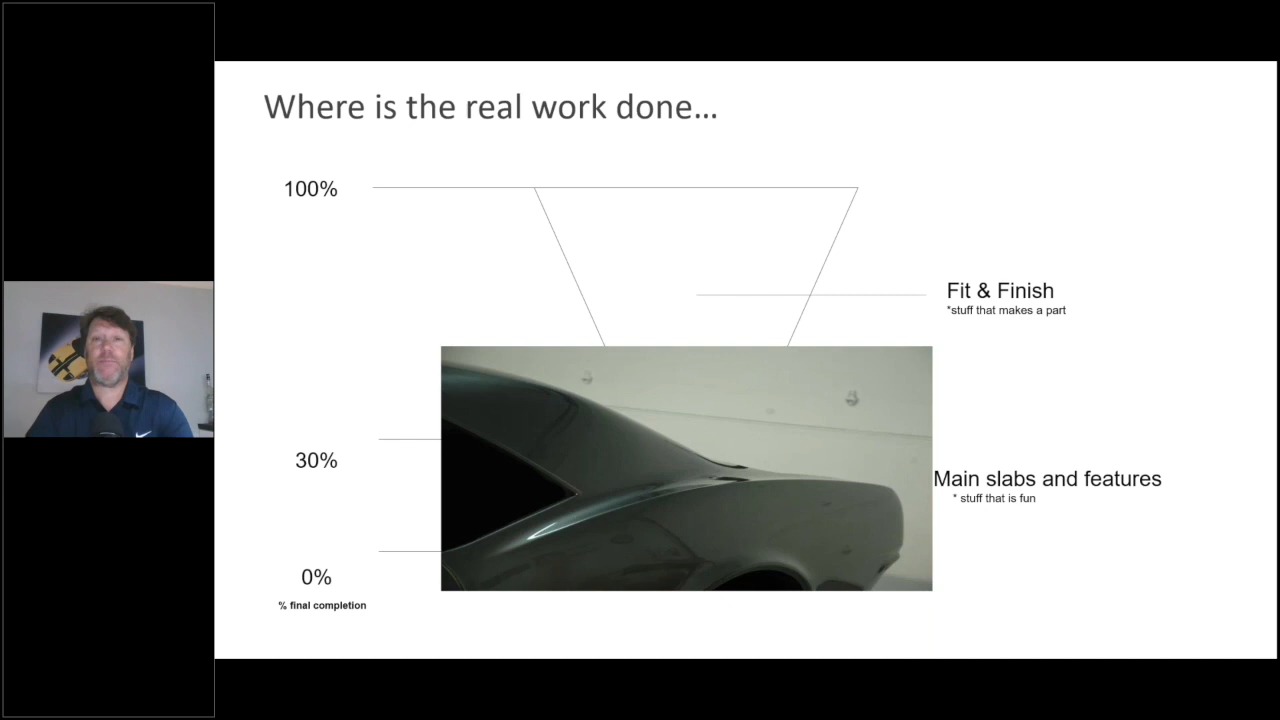 Where is the real work done...
100%
Fit & Finish
*stuff that makes a part
30%
Main slabs and features
* stuff that is fun
0%
% final completion